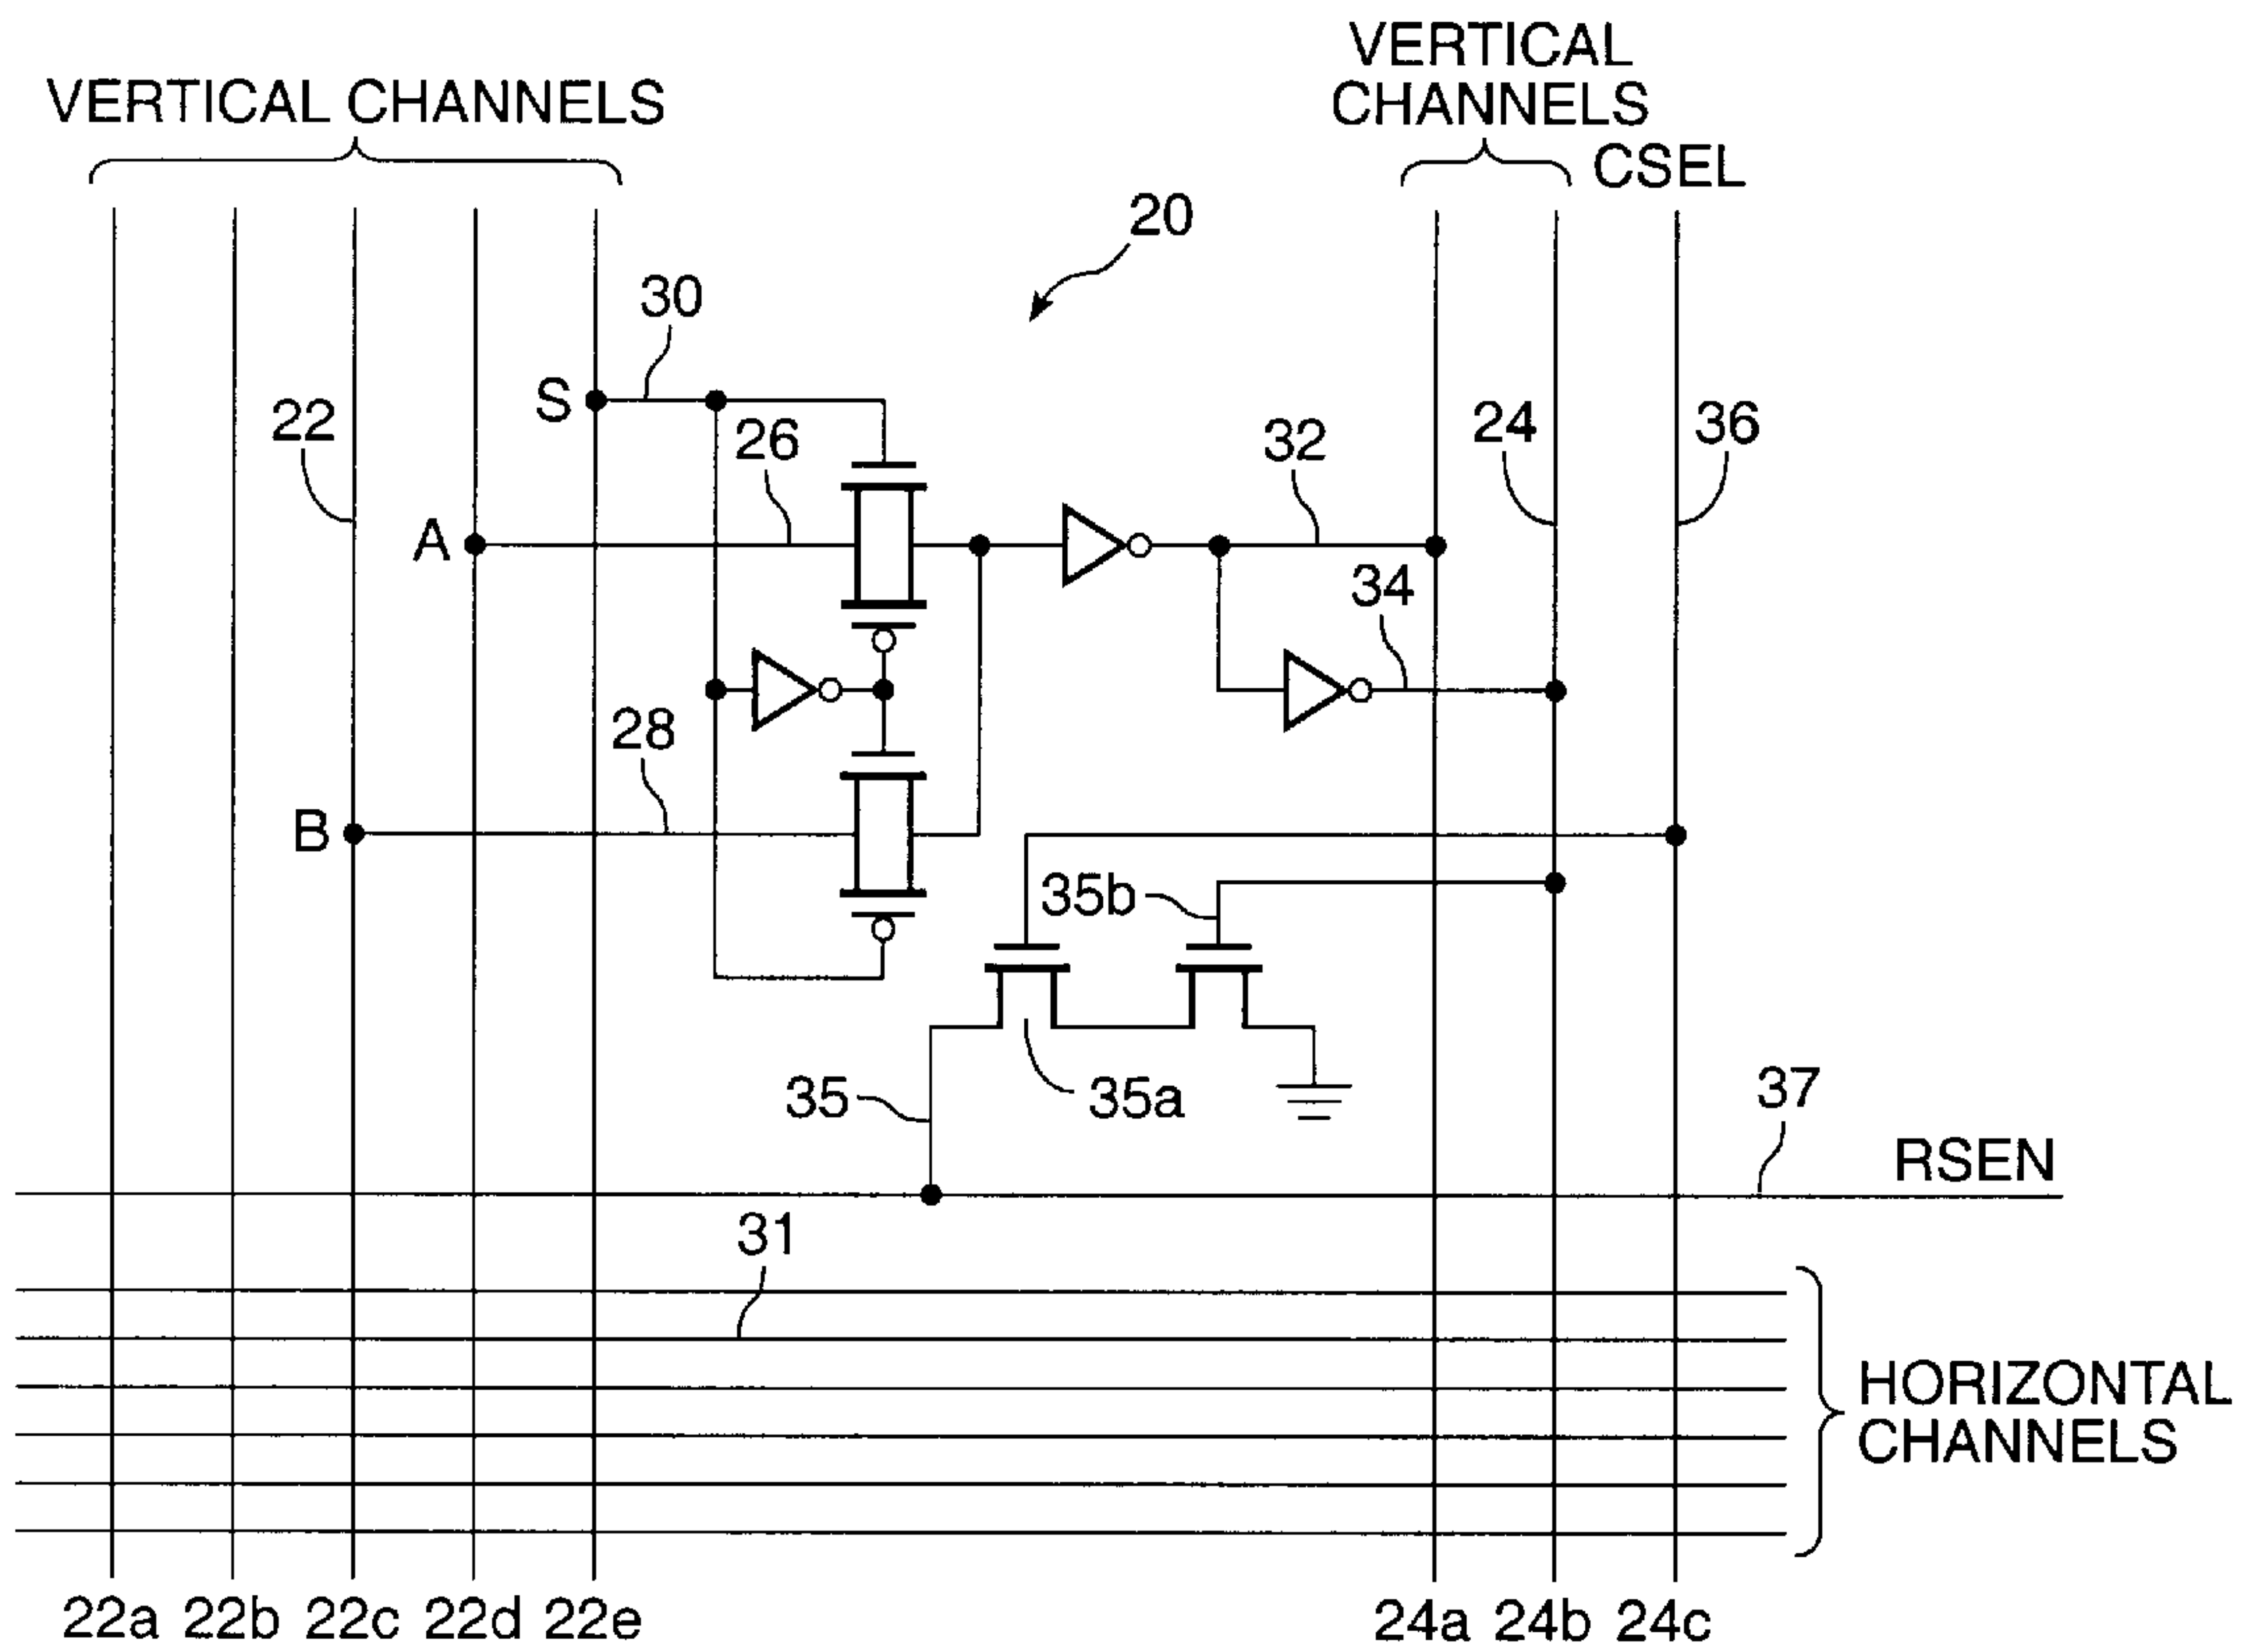 VERTICAL
CHANNELS
VERTICAL CHANNELS
CSEL
20
30
S
22
26
32
24
36
A
34
28
B
35b
35
35a
37
RSEN
31
HORIZONTAL
CHANNELS
22a 22b 22c 22d 22e
24a 24b 24c